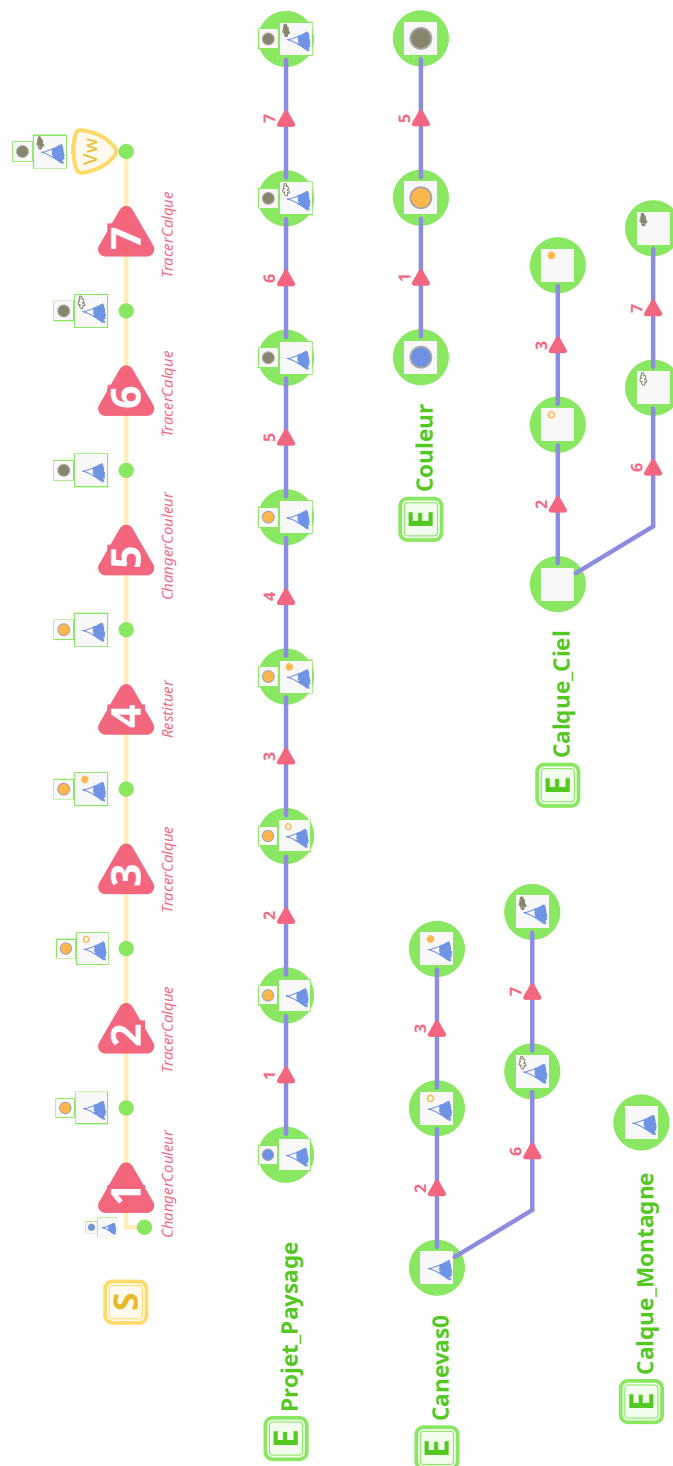 S
1
ChangerCouleur
2
TracerCalque
3
TracerCalque
4
Restituer
5
ChangerCouleur
6
TracerCalque
7
TracerCalque
Vw
E Projet_Paysage
1
2
3
4
5
6
7
E Canevas0
2
3
6
7
E Couleur
1
5
E Calque_Ciel
2
3
6
7
E Calque_Montagne